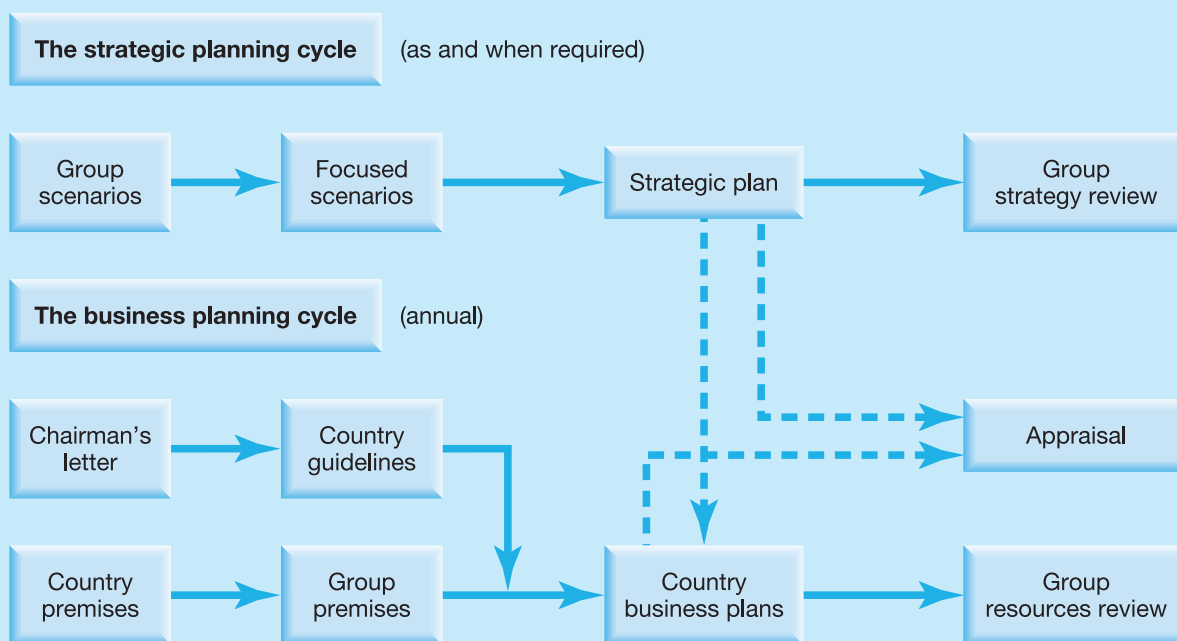 The strategic planning cycle (as and when required)
Group
scenarios
Focused
scenarios
Strategic plan
Group
strategy review
The business planning cycle (annual)
Chairman's
letter
Country
guidelines
Appraisal
Country
premises
Group
premises
Country
business plans
Group
resources review